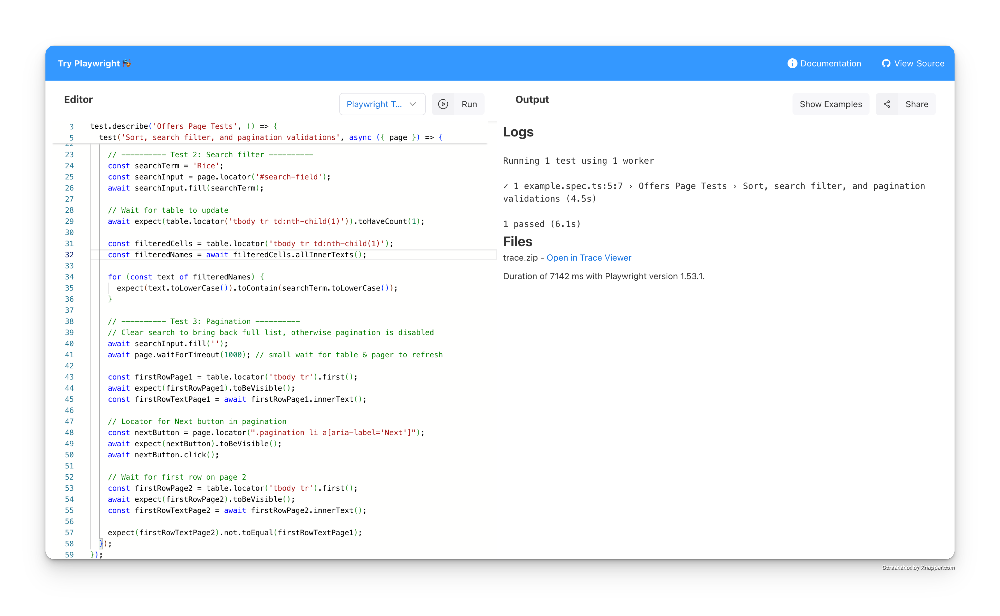 Try Playwright
Documentation
View Source
Editor
Playwright T...
Run
Output
Show Examples
Share
3 test.describe('Offers Page Tests', () => {
5 test('Sort, search filter, and pagination validations', async ({ page }) => {
22
23 // ---------- Test 2: Search filter ----------
24 const searchTerm = 'Rice';
25 const searchInput = page.locator('#search-field');
26 await searchInput.fill(searchTerm);
27
28 // Wait for table to update
29 await expect(table.locator('tbody tr td:nth-child(1)')).toHaveCount(1);
30
31 const filteredCells = table.locator('tbody tr td:nth-child(1)');
32 const filteredNames = await filteredCells.allInnerTexts();
33
34 for (const text of filteredNames) {
35 expect(text.toLowerCase()).toContain(searchTerm.toLowerCase());
36 }
37
38 // ---------- Test 3: Pagination ----------
39 // Clear search to bring back full list, otherwise pagination is disabled
40 await searchInput.fill('');
41 await page.waitForTimeout(1000); // small wait for table & pager to refresh
42
43 const firstRowPage1 = table.locator('tbody tr').first();
44 await expect(firstRowPage1).toBeVisible();
45 const firstRowTextPage1 = await firstRowPage1.innerText();
46
47 // Locator for Next button in pagination
48 const nextButton = page.locator(".pagination li a[aria-label='Next']");
49 await expect(nextButton).toBeVisible();
50 await nextButton.click();
51
52 // Wait for first row on page 2
53 const firstRowPage2 = table.locator('tbody tr').first();
54 await expect(firstRowPage2).toBeVisible();
55 const firstRowTextPage2 = await firstRowPage2.innerText();
56
57 expect(firstRowTextPage2).not.toEqual(firstRowTextPage1);
58 });
59 });
Logs
Running 1 test using 1 worker
✓ 1 example.spec.ts:5:7 › Offers Page Tests › Sort, search filter, and pagination
validations (4.5s)
1 passed (6.1s)
Files
trace.zip - Open in Trace Viewer
Duration of 7142 ms with Playwright version 1.53.1.
Screenshot by Xnapper.com